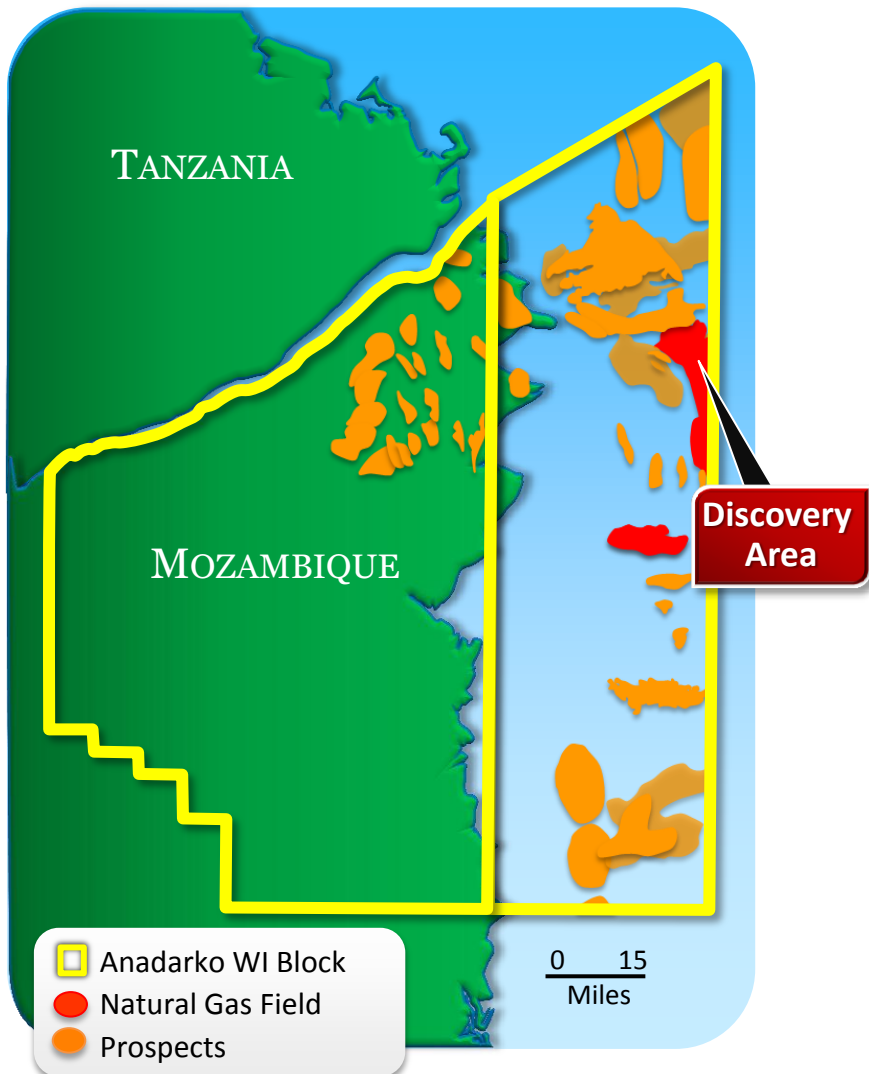 TANZANIA
MOZAMBIQUE
Discovery
Area
Anadarko WI Block
Natural Gas Field
Prospects
0 15
Miles